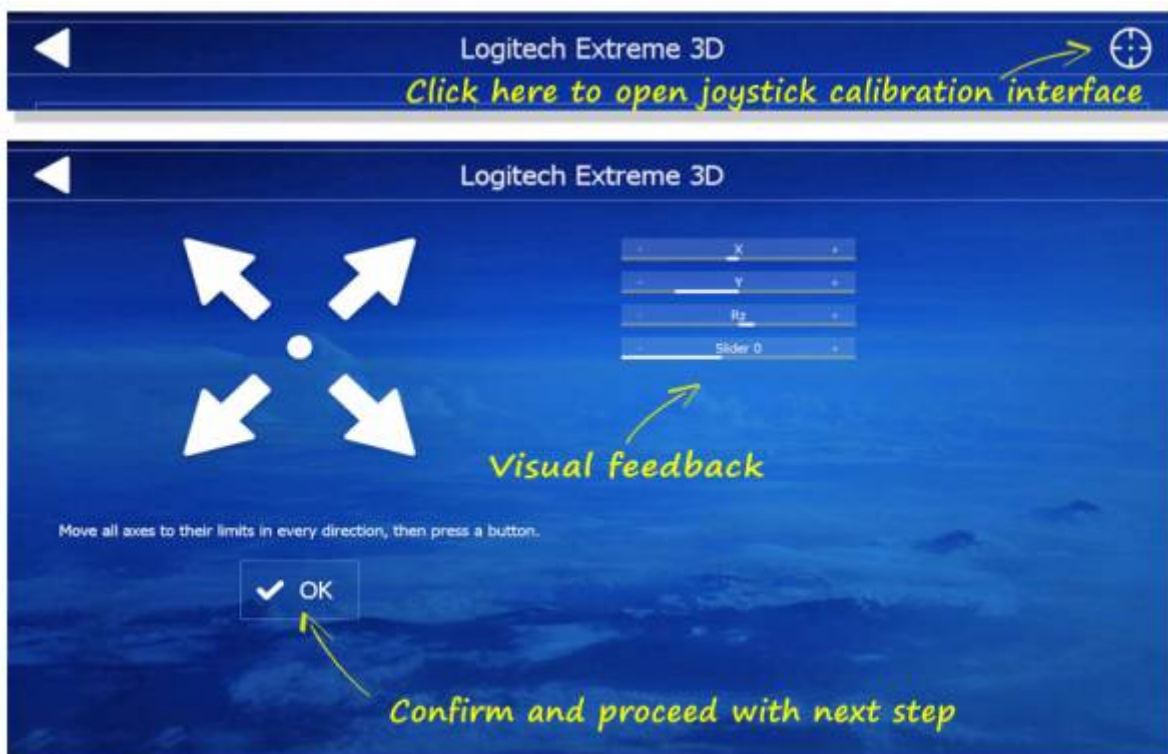 Logitech Extreme 3D
Click here to open joystick calibration interface
Logitech Extreme 3D
- X +
- Y +
- Rz +
- Slider 0 +
Visual feedback
Move all axes to their limits in every direction, then press a button.
OK
Confirm and proceed with next step